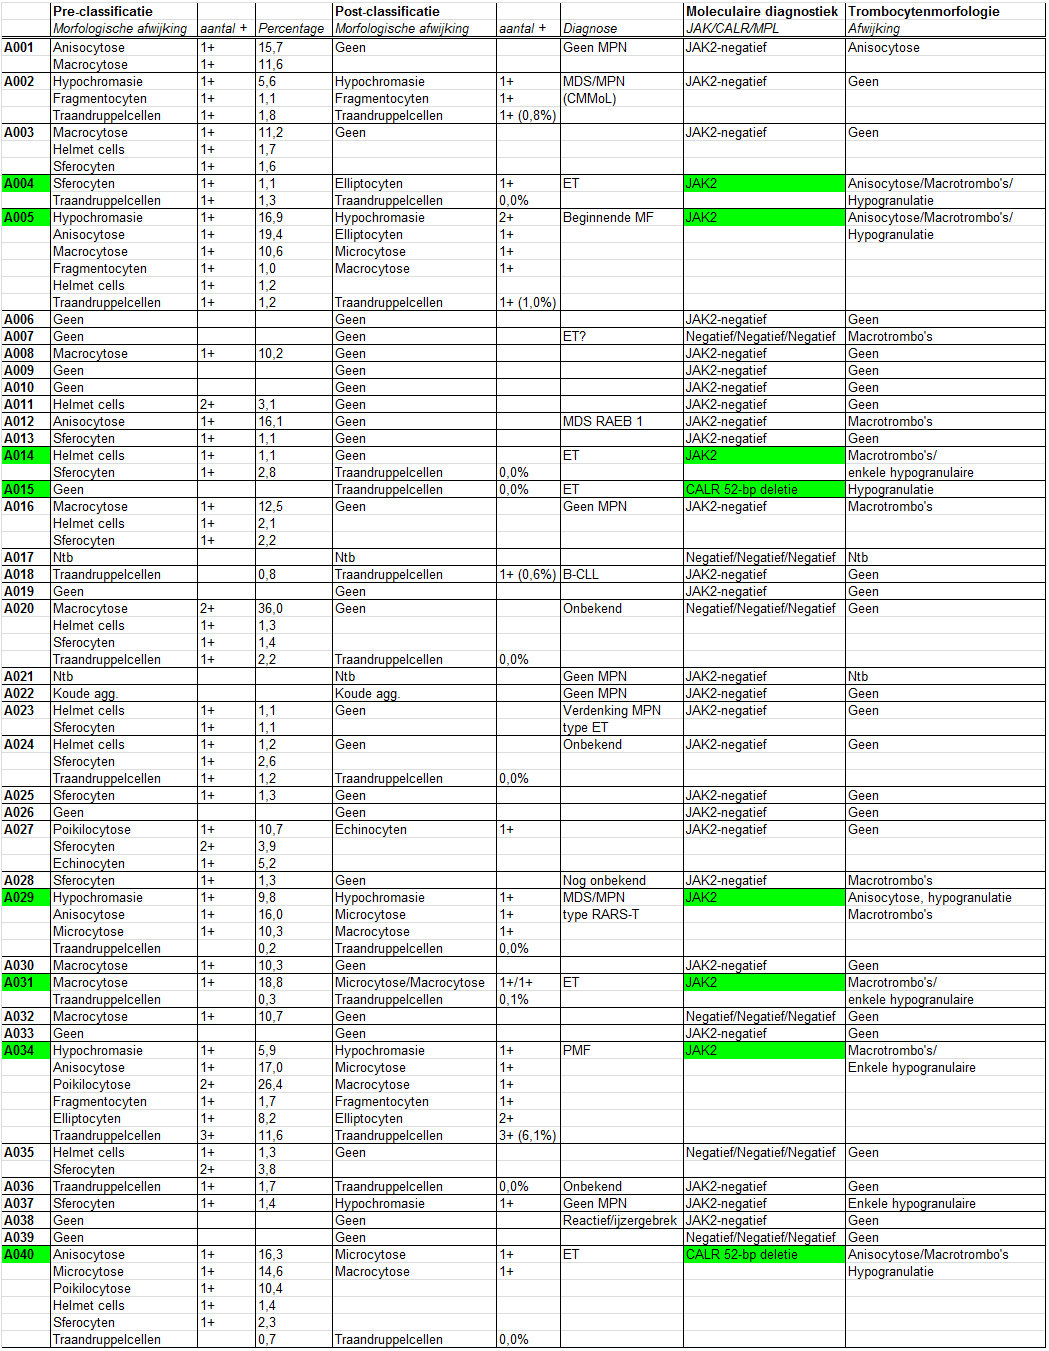 Pre-classificatie Post-classificatie Moleculaire diagnostiek Trombocytenmorfologie
Morfologische afwijking aantal + Percentage Morfologische afwijking aantal + Diagnose JAK/CALR/MPL Afwijking
A001 Anisocytose 1+ 15,7 Geen Geen MPN JAK2-negatief Anisocytose
Macrocytose 1+ 11,6
A002 Hypochromasie 1+ 5,6 Hypochromasie 1+ MDS/MPN JAK2-negatief Geen
Fragmentocyten 1+ 1,1 Fragmentocyten 1+ (CMMoL)
Traandruppelcellen 1+ 1,8 Traandruppelcellen 1+ (0,8%)
A003 Macrocytose 1+ 11,2 Geen JAK2-negatief Geen
Helmet cells 1+ 1,7
Sferocyten 1+ 1,6
A004 Sferocyten 1+ 1,1 Elliptocyten 1+ ET JAK2 Anisocytose/Macrotrombo's/
Traandruppelcellen 1+ 1,3 Traandruppelcellen 0,0% Hypogranulatie
A005 Hypochromasie 1+ 16,9 Hypochromasie 2+ Beginnende MF JAK2 Anisocytose/Macrotrombo's/
Anisocytose 1+ 19,4 Elliptocyten 1+ Hypogranulatie
Macrocytose 1+ 10,6 Microcytose 1+
Fragmentocyten 1+ 1,0 Macrocytose 1+
Helmet cells 1+ 1,2
Traandruppelcellen 1+ 1,2 Traandruppelcellen 1+ (1,0%)
A006 Geen Geen JAK2-negatief Geen
A007 Geen Geen ET? Negatief/Negatief/Negatief Macrotrombo's
A008 Macrocytose 1+ 10,2 Geen JAK2-negatief Geen
A009 Geen Geen JAK2-negatief Geen
A010 Geen Geen JAK2-negatief Geen
A011 Helmet cells 2+ 3,1 Geen JAK2-negatief Geen
A012 Anisocytose 1+ 16,1 Geen MDS RAEB 1 JAK2-negatief Macrotrombo's
A013 Sferocyten 1+ 1,1 Geen JAK2-negatief Geen
A014 Helmet cells 1+ 1,1 Geen ET JAK2 Macrotrombo's/
Sferocyten 1+ 2,8 Traandruppelcellen 0,0% enkele hypogranulaire
A015 Geen Traandruppelcellen 0,0% ET CALR 52-bp deletie Hypogranulatie
A016 Macrocytose 1+ 12,5 Geen Geen MPN JAK2-negatief Macrotrombo's
Helmet cells 1+ 2,1
Sferocyten 1+ 2,2
A017 Ntb Ntb Negatief/Negatief/Negatief Ntb
A018 Traandruppelcellen 0,8 Traandruppelcellen 1+ (0,6%) B-CLL JAK2-negatief Geen
A019 Geen Geen JAK2-negatief Geen
A020 Macrocytose 2+ 36,0 Geen Onbekend Negatief/Negatief/Negatief Geen
Helmet cells 1+ 1,3
Sferocyten 1+ 1,4
Traandruppelcellen 1+ 2,2 Traandruppelcellen 0,0%
A021 Ntb Ntb Geen MPN JAK2-negatief Ntb
A022 Koude agg. Koude agg. Geen MPN JAK2-negatief Geen
A023 Helmet cells 1+ 1,1 Geen Verdenking MPN JAK2-negatief Geen
Sferocyten 1+ 1,1 type ET
A024 Helmet cells 1+ 1,2 Geen Onbekend JAK2-negatief Geen
Sferocyten 1+ 2,6
Traandruppelcellen 1+ 1,2 Traandruppelcellen 0,0%
A025 Sferocyten 1+ 1,3 Geen JAK2-negatief Geen
A026 Geen Geen JAK2-negatief Geen
A027 Poikilocytose 1+ 10,7 Echinocyten 1+ JAK2-negatief Geen
Sferocyten 2+ 3,9
Echinocyten 1+ 5,2
A028 Sferocyten 1+ 1,3 Geen Nog onbekend JAK2-negatief Macrotrombo's
A029 Hypochromasie 1+ 9,8 Hypochromasie 1+ MDS/MPN JAK2 Anisocytose, hypogranulatie
Anisocytose 1+ 16,0 Microcytose 1+ type RARS-T Macrotrombo's
Microcytose 1+ 10,3 Macrocytose 1+
Traandruppelcellen 0,2 Traandruppelcellen 0,0%
A030 Macrocytose 1+ 10,3 Geen JAK2-negatief Geen
A031 Macrocytose 1+ 18,8 Microcytose/Macrocytose 1+/1+ ET JAK2 Macrotrombo's/
Traandruppelcellen 0,3 Traandruppelcellen 0,1% enkele hypogranulaire
A032 Macrocytose 1+ 10,7 Geen Negatief/Negatief/Negatief Geen
A033 Geen Geen JAK2-negatief Geen
A034 Hypochromasie 1+ 5,9 Hypochromasie 1+ PMF JAK2 Macrotrombo's/
Anisocytose 1+ 17,0 Microcytose 1+ Enkele hypogranulaire
Poikilocytose 2+ 26,4 Macrocytose 1+
Fragmentocyten 1+ 1,7 Fragmentocyten 1+
Elliptocyten 1+ 8,2 Elliptocyten 2+
Traandruppelcellen 3+ 11,6 Traandruppelcellen 3+ (6,1%)
A035 Helmet cells 1+ 1,3 Geen Negatief/Negatief/Negatief Geen
Sferocyten 2+ 3,8
A036 Traandruppelcellen 1+ 1,7 Traandruppelcellen 0,0% Onbekend JAK2-negatief Geen
A037 Sferocyten 1+ 1,4 Hypochromasie 1+ Geen MPN JAK2-negatief Enkele hypogranulaire
A038 Geen Geen Reactief/ijzergebrek JAK2-negatief Geen
A039 Geen Geen Negatief/Negatief/Negatief Geen
A040 Anisocytose 1+ 16,3 Microcytose 1+ ET CALR 52-bp deletie Anisocytose/Macrotrombo's
Microcytose 1+ 14,6 Macrocytose 1+ Hypogranulatie
Poikilocytose 1+ 10,4
Helmet cells 1+ 1,4
Sferocyten 1+ 2,3
Traandruppelcellen 0,7 Traandruppelcellen 0,0%